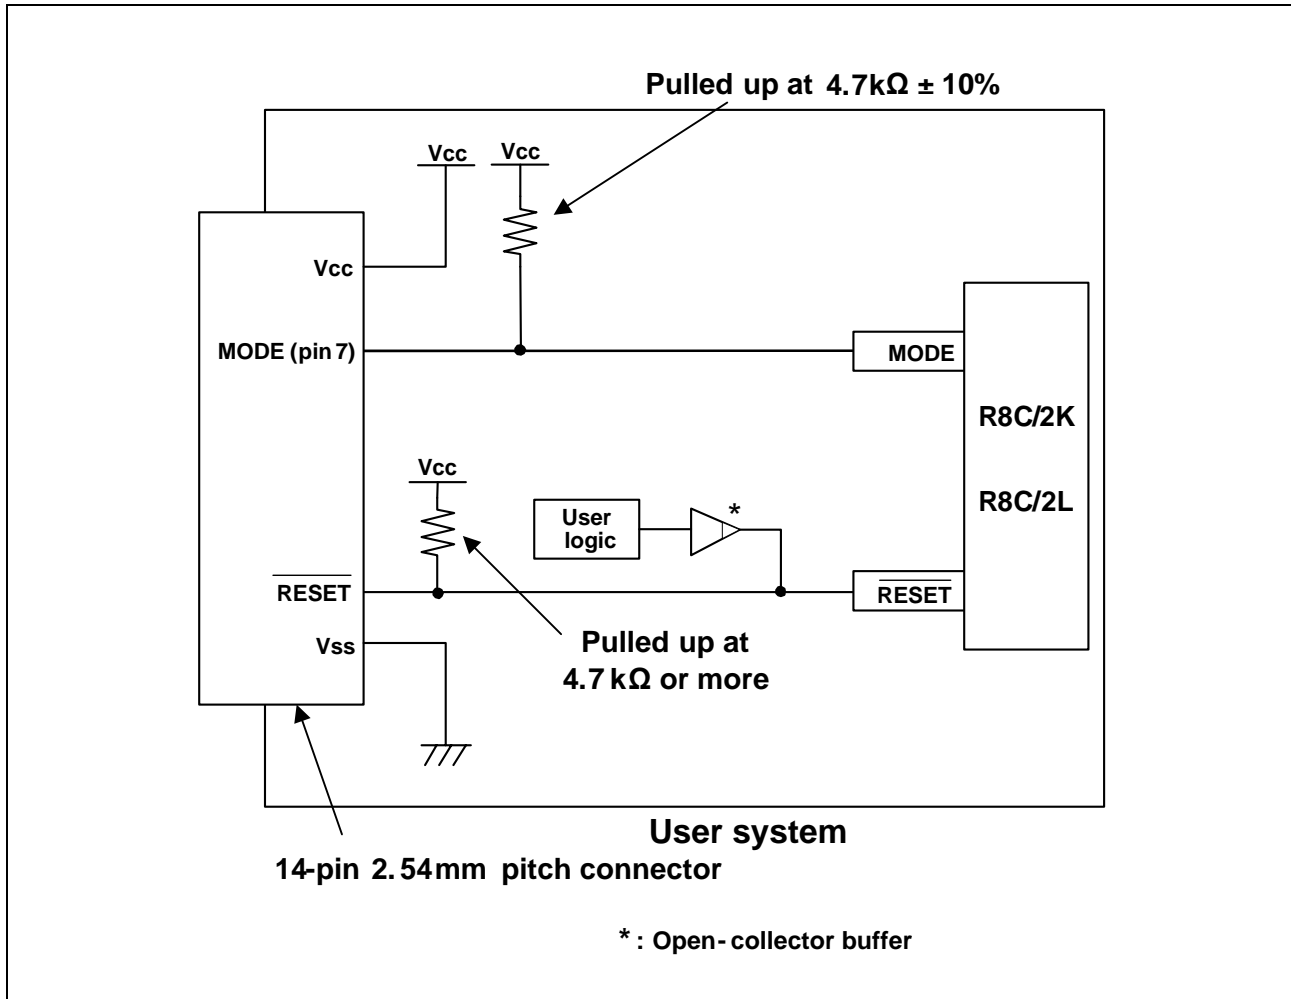 Pulled up at 4.7kΩ ± 10%
Vcc
Vcc
Vcc
MODE (pin 7)
MODE
R8C/2K
R8C/2L
Vcc
User
logic
*
RESET
RESET
Vss
Pulled up at
4.7 kΩ or more
User system
14-pin 2.54mm pitch connector
* : Open-collector buffer